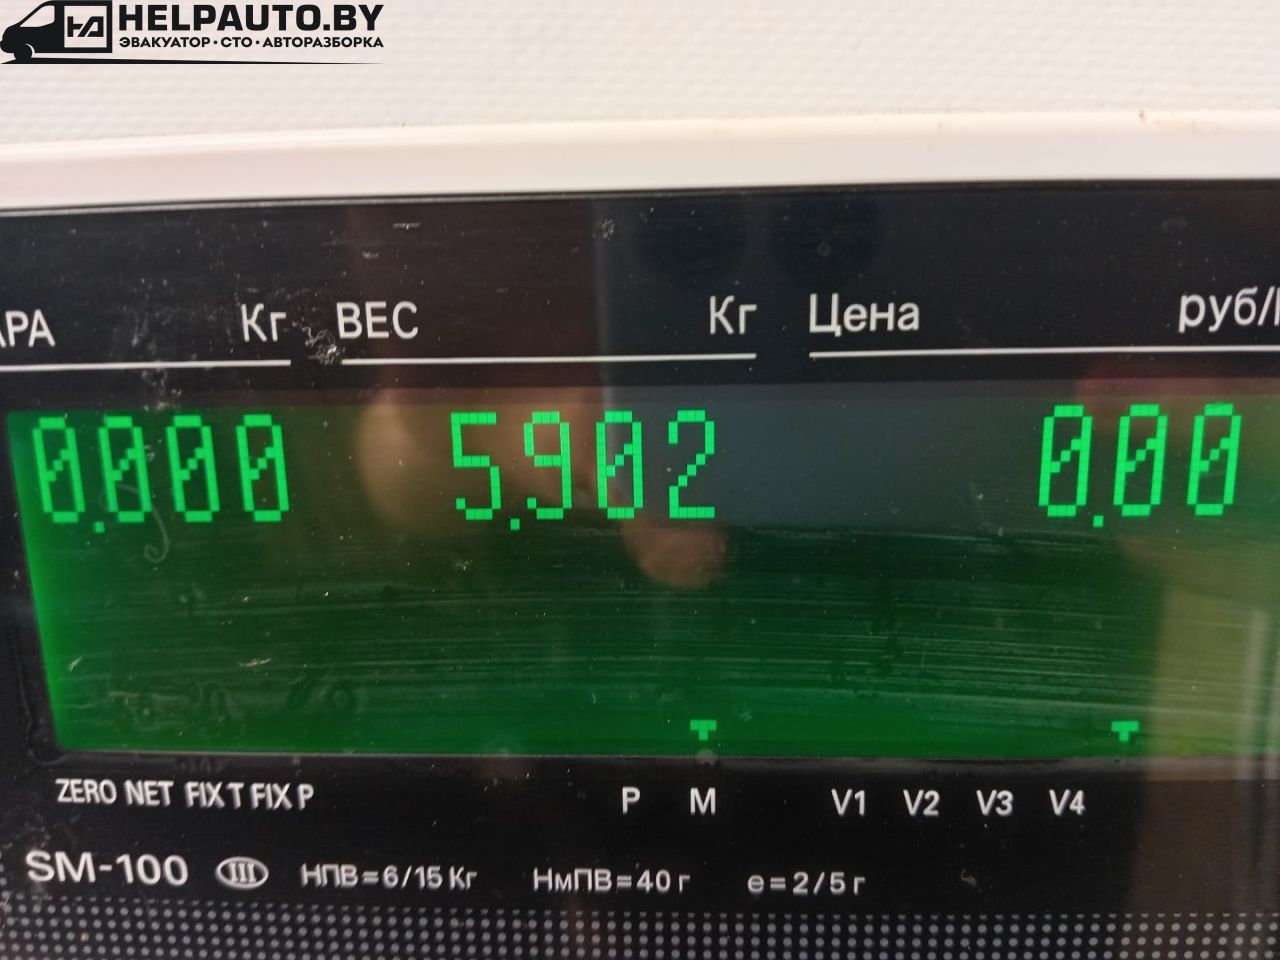 HELPAUTO.BY
ЭВАКУАТОР·СТО·АВТОРАЗБОРКА
АРА Кг ВЕС Кг Цена руб/
0.000 5.902 0.00
ZERO NET FIX T FIX P P M V1 V2 V3 V4
SM-100 III НПВ=6/15 Кг НмПВ=40 г e=2/5 г